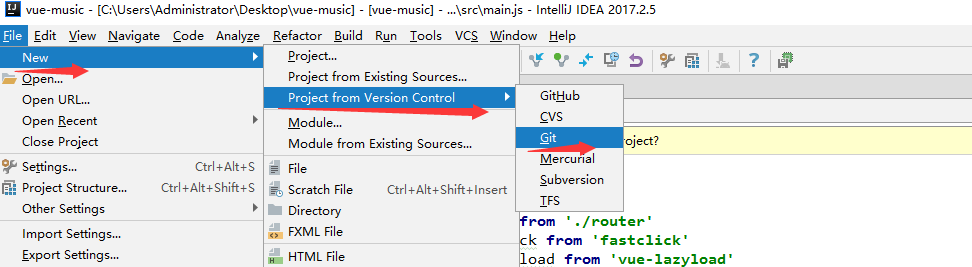 vue-music - [C:\Users\Administrator\Desktop\vue-music] - [vue-music] - ...\src\main.js - IntelliJ IDEA 2017.2.5
File Edit View Navigate Code Analyze Refactor Build Run Tools VCS Window Help
New
Open...
Open URL...
Open Recent
Close Project
Settings... Ctrl+Alt+S
Project Structure... Ctrl+Alt+Shift+S
Other Settings
Import Settings...
Export Settings...
Project...
Project from Existing Sources...
Project from Version Control
Module...
Module from Existing Sources...
File
Scratch File Ctrl+Alt+Shift+Insert
Directory
FXML File
HTML File
GitHub
CVS
Git
Mercurial
Subversion
TFS
roject?
from './router'
ck from 'fastclick'
load from 'vue-lazyload'